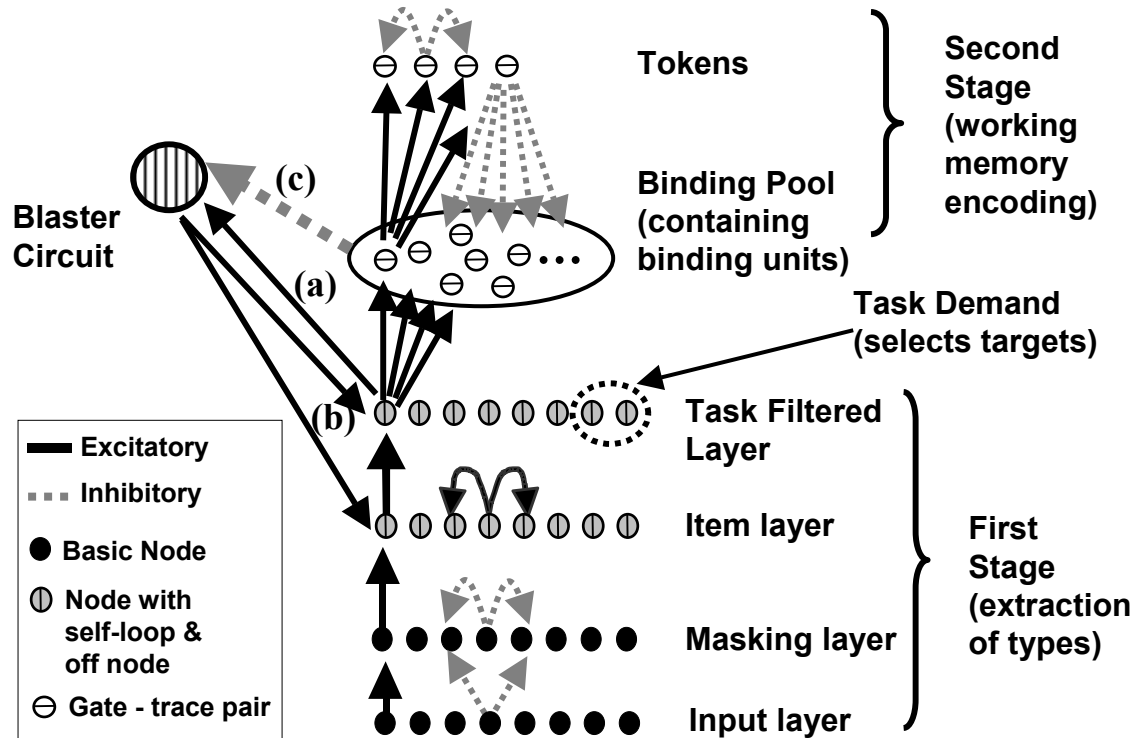 Tokens
Second
Stage
(working
memory
encoding)
(c)
Binding Pool
(containing
binding units)
Blaster
Circuit
(a)
Task Demand
(selects targets)
(b)
Task Filtered
Layer
Item layer
First
Stage
(extraction
of types)
Masking layer
Input layer
Excitatory
Inhibitory
Basic Node
Node with
self-loop &
off node
Gate - trace pair